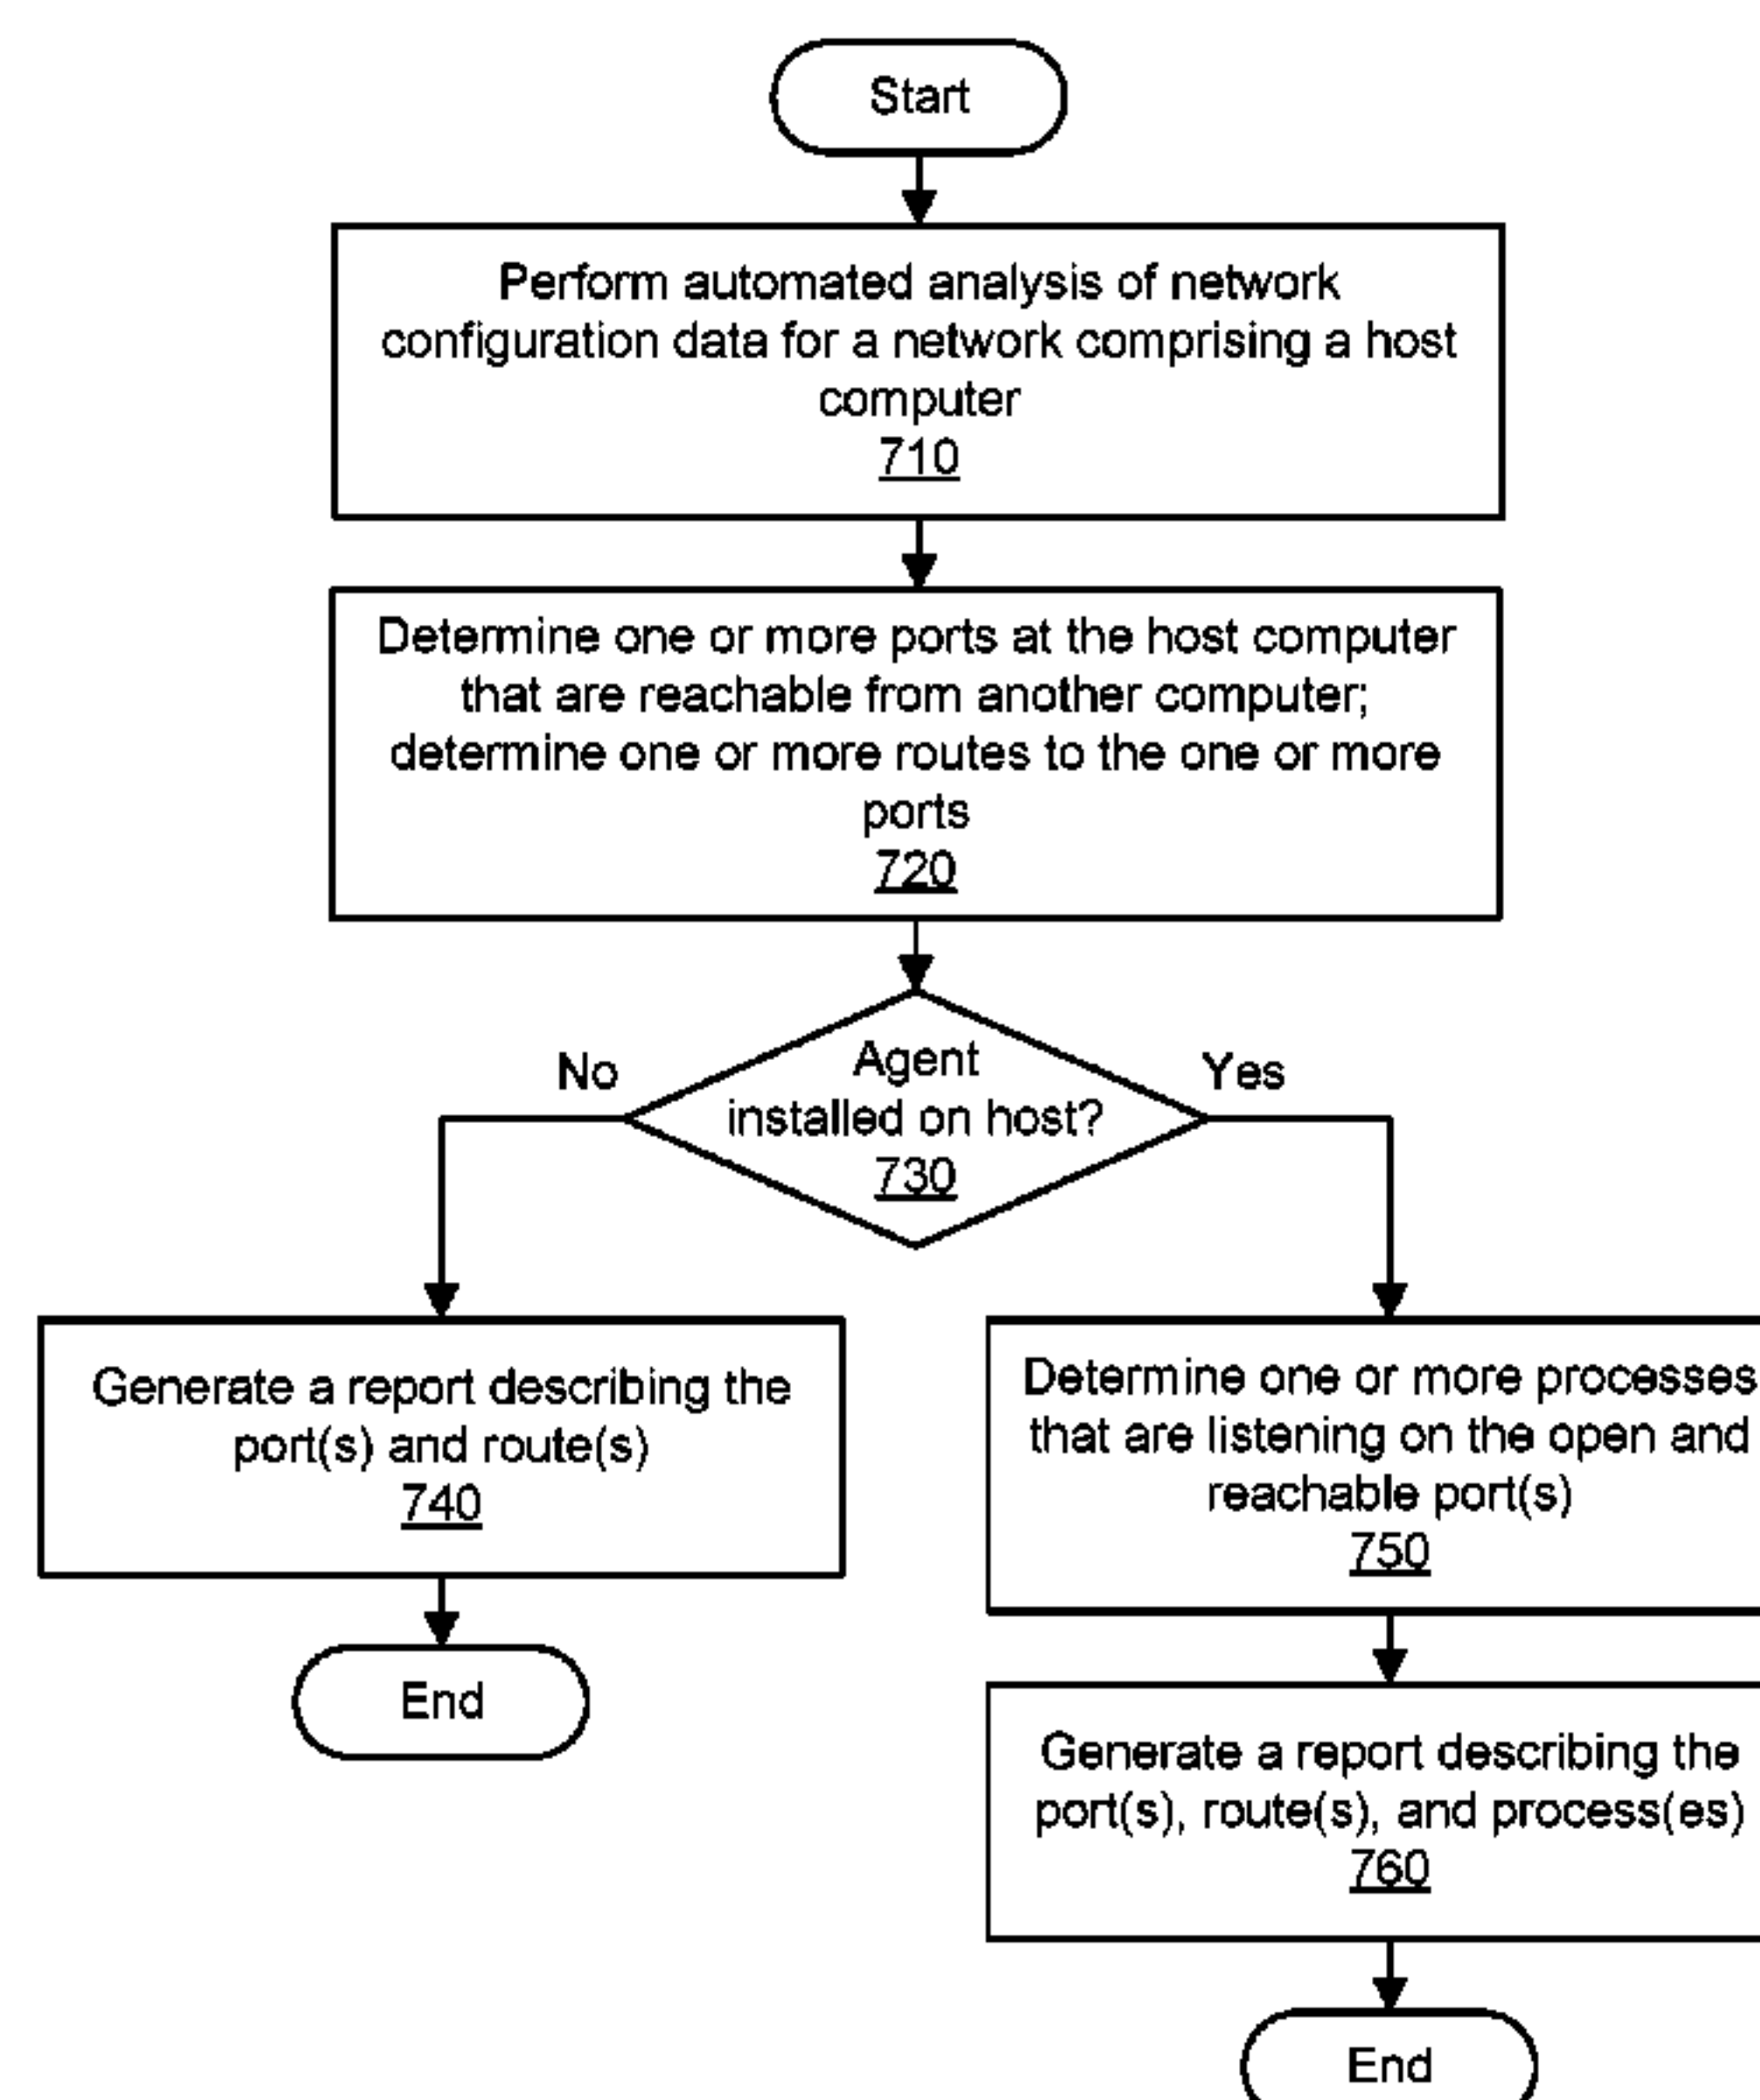 Start
Perform automated analysis of network
configuration data for a network comprising a host
computer
710
Determine one or more ports at the host computer
that are reachable from another computer;
determine one or more routes to the one or more
ports
720
Agent
installed on host?
730
No
Yes
Generate a report describing the
port(s) and route(s)
740
End
Determine one or more processes
that are listening on the open and
reachable port(s)
750
Generate a report describing the
port(s), route(s), and process(es)
760
End